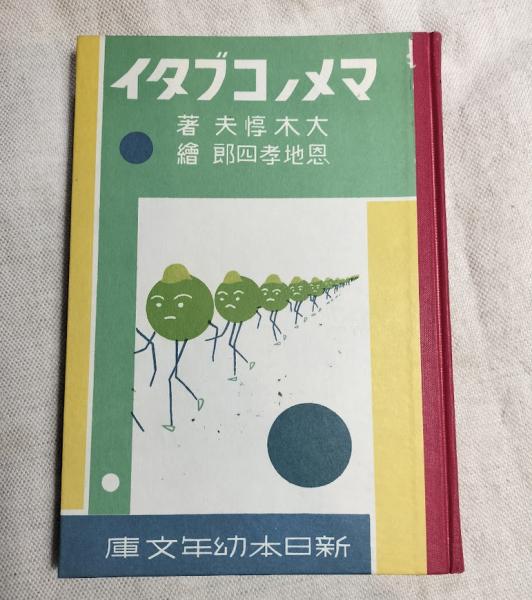 マメノコブタイ
大木惇夫 著
恩地孝四郎 繪
新日本幼年文庫